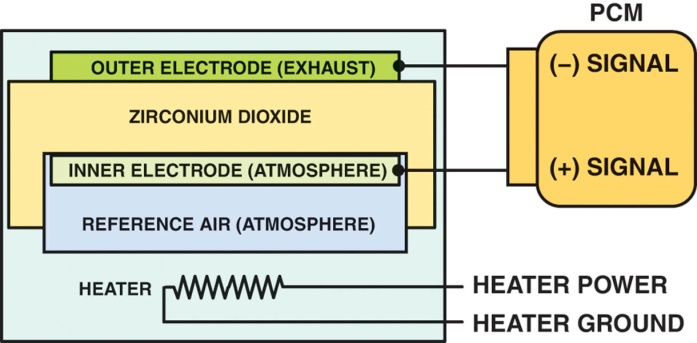 PCM
OUTER ELECTRODE (EXHAUST)
(–) SIGNAL
ZIRCONIUM DIOXIDE
INNER ELECTRODE (ATMOSPHERE)
(+) SIGNAL
REFERENCE AIR (ATMOSPHERE)
HEATER
HEATER POWER
HEATER GROUND